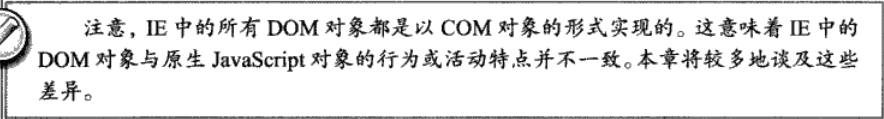 注意，IE 中的所有 DOM 对象都是以 COM 对象的形式实现的。这意味着 IE 中的
DOM 对象与原生 JavaScript 对象的行为或活动特点并不一致。本章将较多地谈及这些
差异。